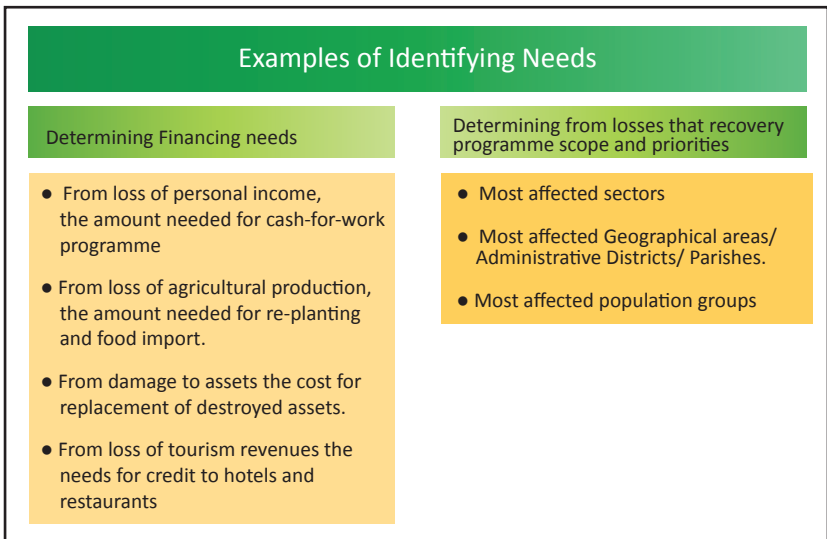 Examples of Identifying Needs
Determining Financing needs
● From loss of personal income,
the amount needed for cash-for-work
programme
● From loss of agricultural production,
the amount needed for re-planting
and food import.
● From damage to assets the cost for
replacement of destroyed assets.
● From loss of tourism revenues the
needs for credit to hotels and
restaurants
Determining from losses that recovery
programme scope and priorities
● Most affected sectors
● Most affected Geographical areas/
Administrative Districts/ Parishes.
● Most affected population groups